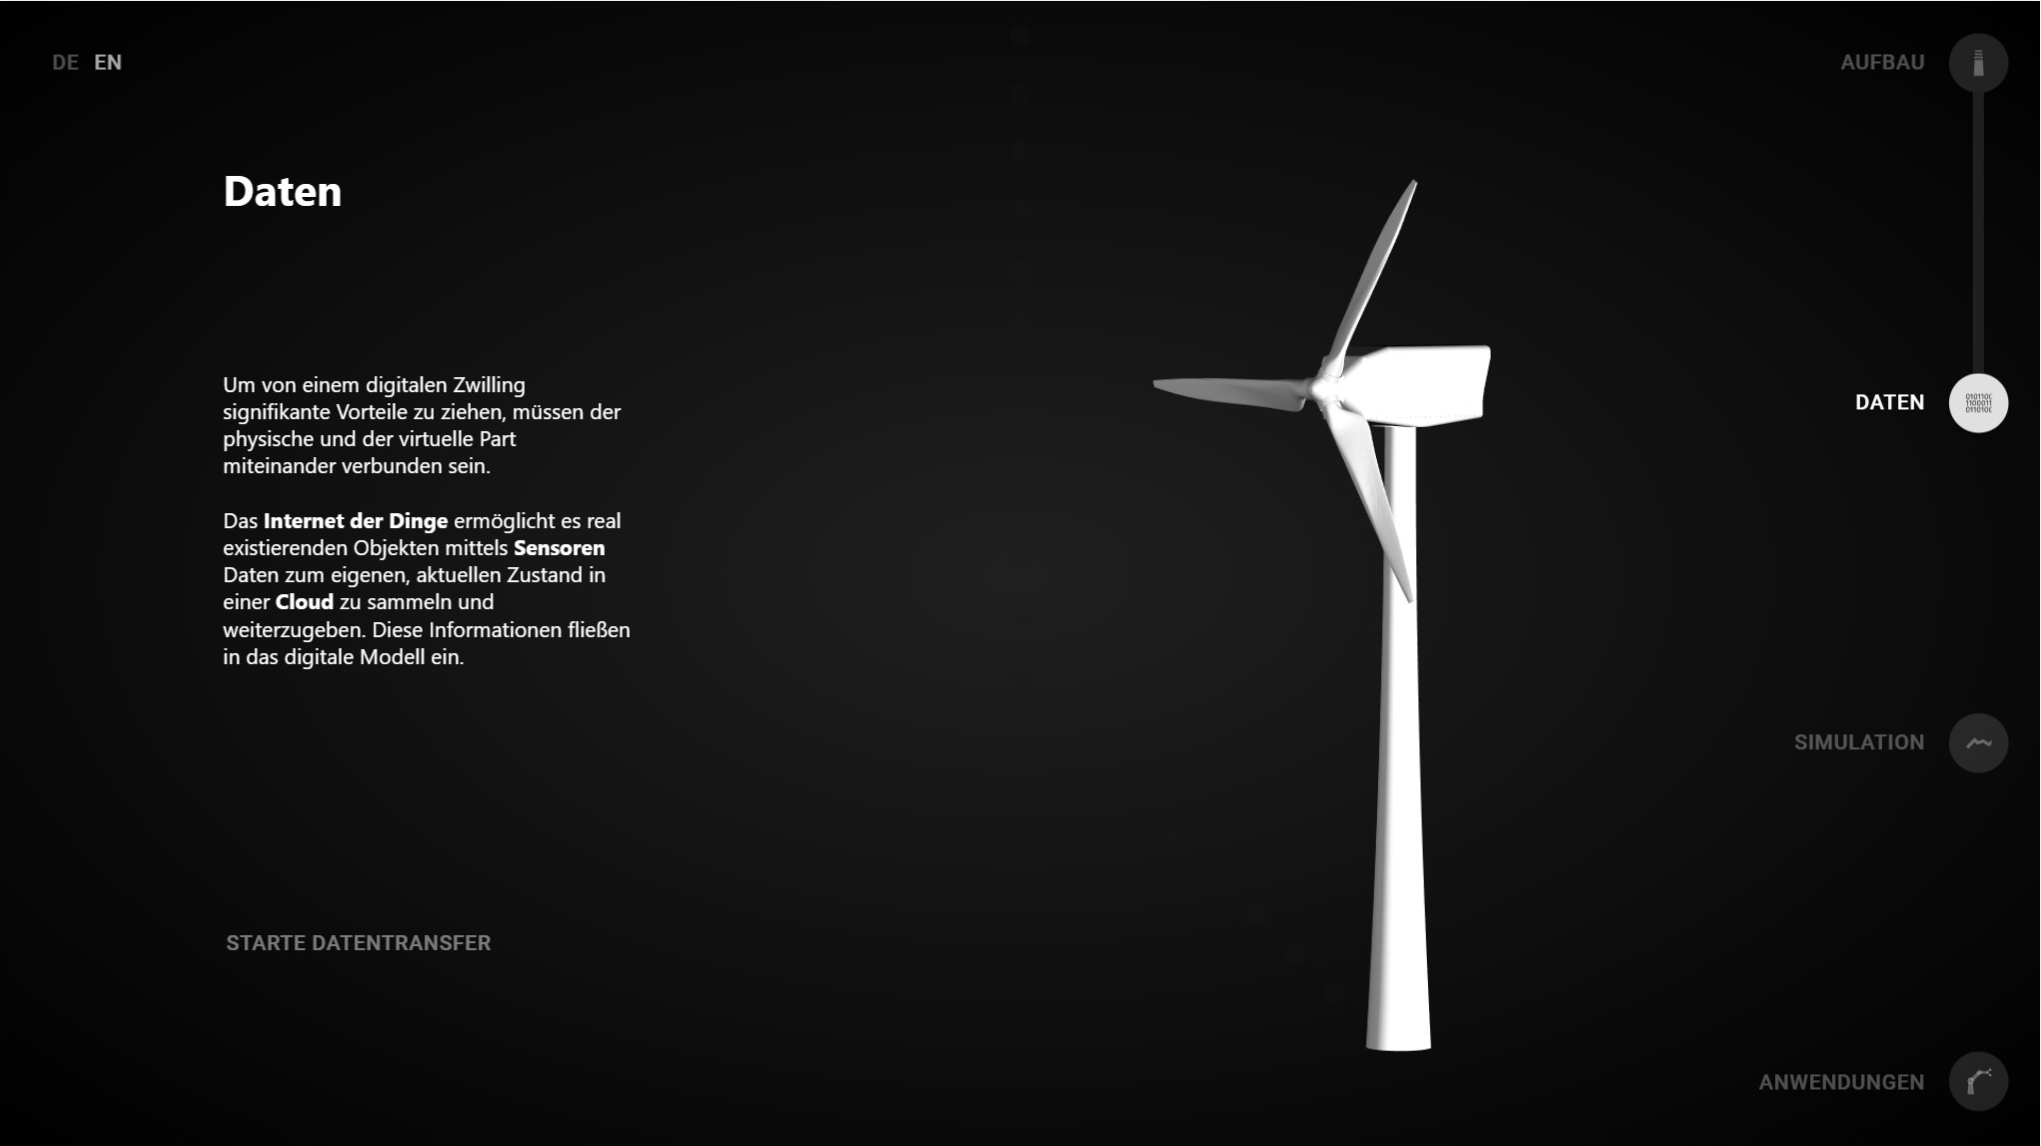 DE EN
AUFBAU
Daten
Um von einem digitalen Zwilling
signifikante Vorteile zu ziehen, müssen der
physische und der virtuelle Part
miteinander verbunden sein.
DATEN
Das Internet der Dinge ermöglicht es real
existierenden Objekten mittels Sensoren
Daten zum eigenen, aktuellen Zustand in
einer Cloud zu sammeln und
weiterzugeben. Diese Informationen fließen
in das digitale Modell ein.
SIMULATION
STARTE DATENTRANSFER
ANWENDUNGEN